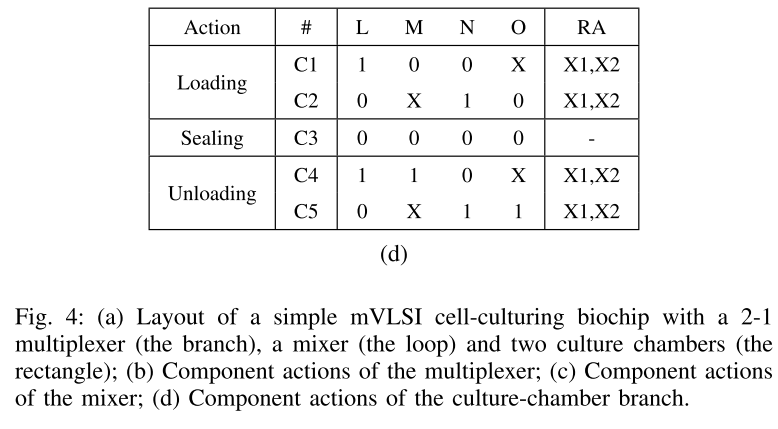 Action # L M N O RA
Loading C1 1 0 0 X X1,X2
C2 0 X 1 0 X1,X2
Sealing C3 0 0 0 0 -
Unloading C4 1 1 0 X X1,X2
C5 0 X 1 1 X1,X2
(d)
Fig. 4: (a) Layout of a simple mVLSI cell-culturing biochip with a 2-1
multiplexer (the branch), a mixer (the loop) and two culture chambers (the
rectangle); (b) Component actions of the multiplexer; (c) Component actions
of the mixer; (d) Component actions of the culture-chamber branch.